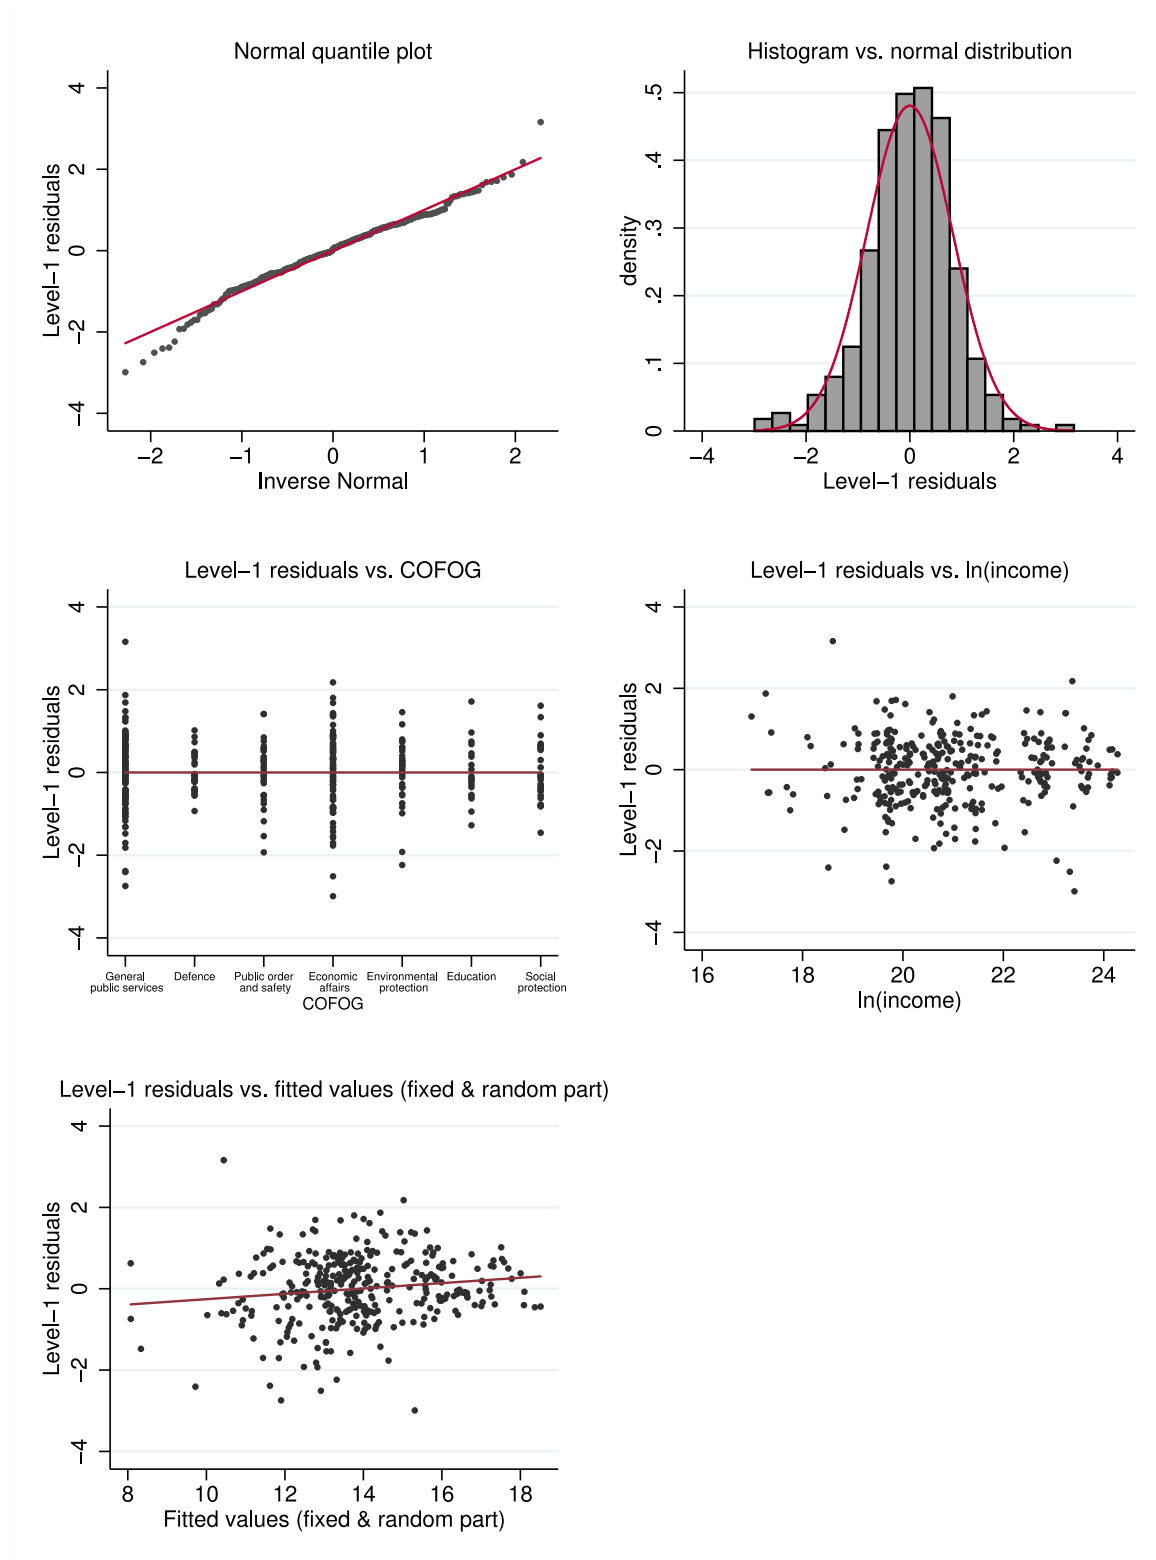 Normal quantile plot
Level−1 residuals
4
2
0
−2
−4
−2
−1
0
1
2
Inverse Normal
Histogram vs. normal distribution
density
.5
.4
.3
.2
.1
0
−4
−2
0
2
4
Level−1 residuals
Level−1 residuals vs. COFOG
Level−1 residuals
4
2
0
−2
−4
General
public services
Defence
Public order
and safety
Economic
affairs
Environmental
protection
Education
Social
protection
COFOG
Level−1 residuals vs. ln(income)
Level−1 residuals
4
2
0
−2
−4
16
18
20
22
24
ln(income)
Level−1 residuals vs. fitted values (fixed & random part)
Level−1 residuals
4
2
0
−2
−4
8
10
12
14
16
18
Fitted values (fixed & random part)